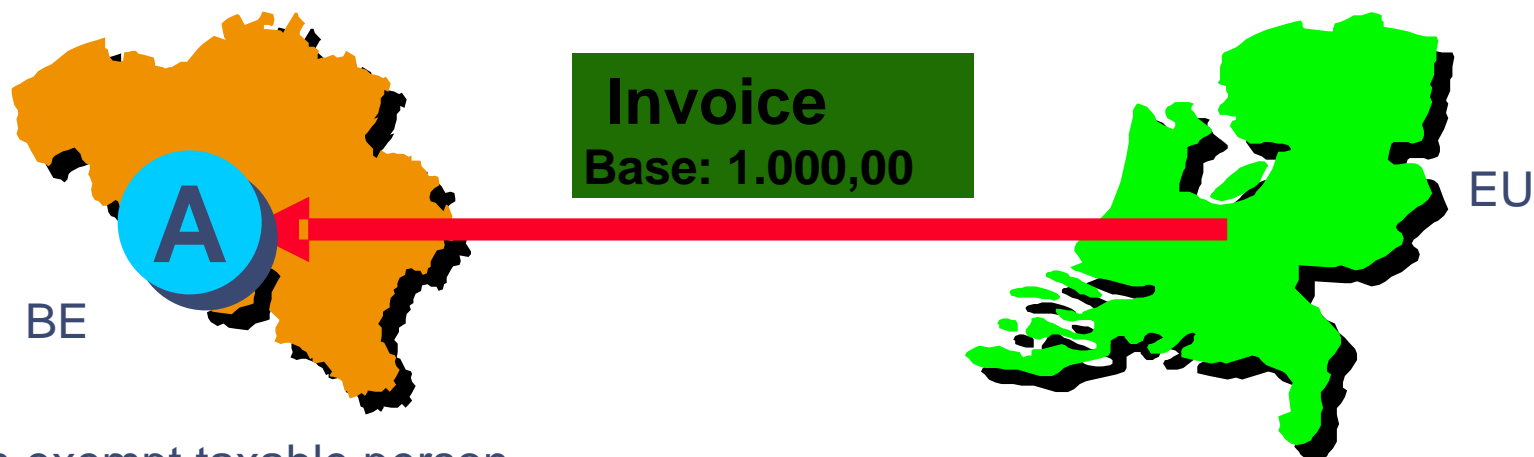 Invoice
Base: 1.000,00
EU
A
BE
exempt taxable person